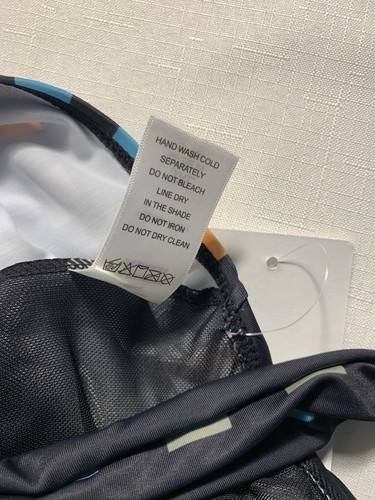 HAND WASH COLD
SEPARATELY
DO NOT BLEACH
LINE DRY
IN THE SHADE
DO NOT IRON
DO NOT DRY CLEAN